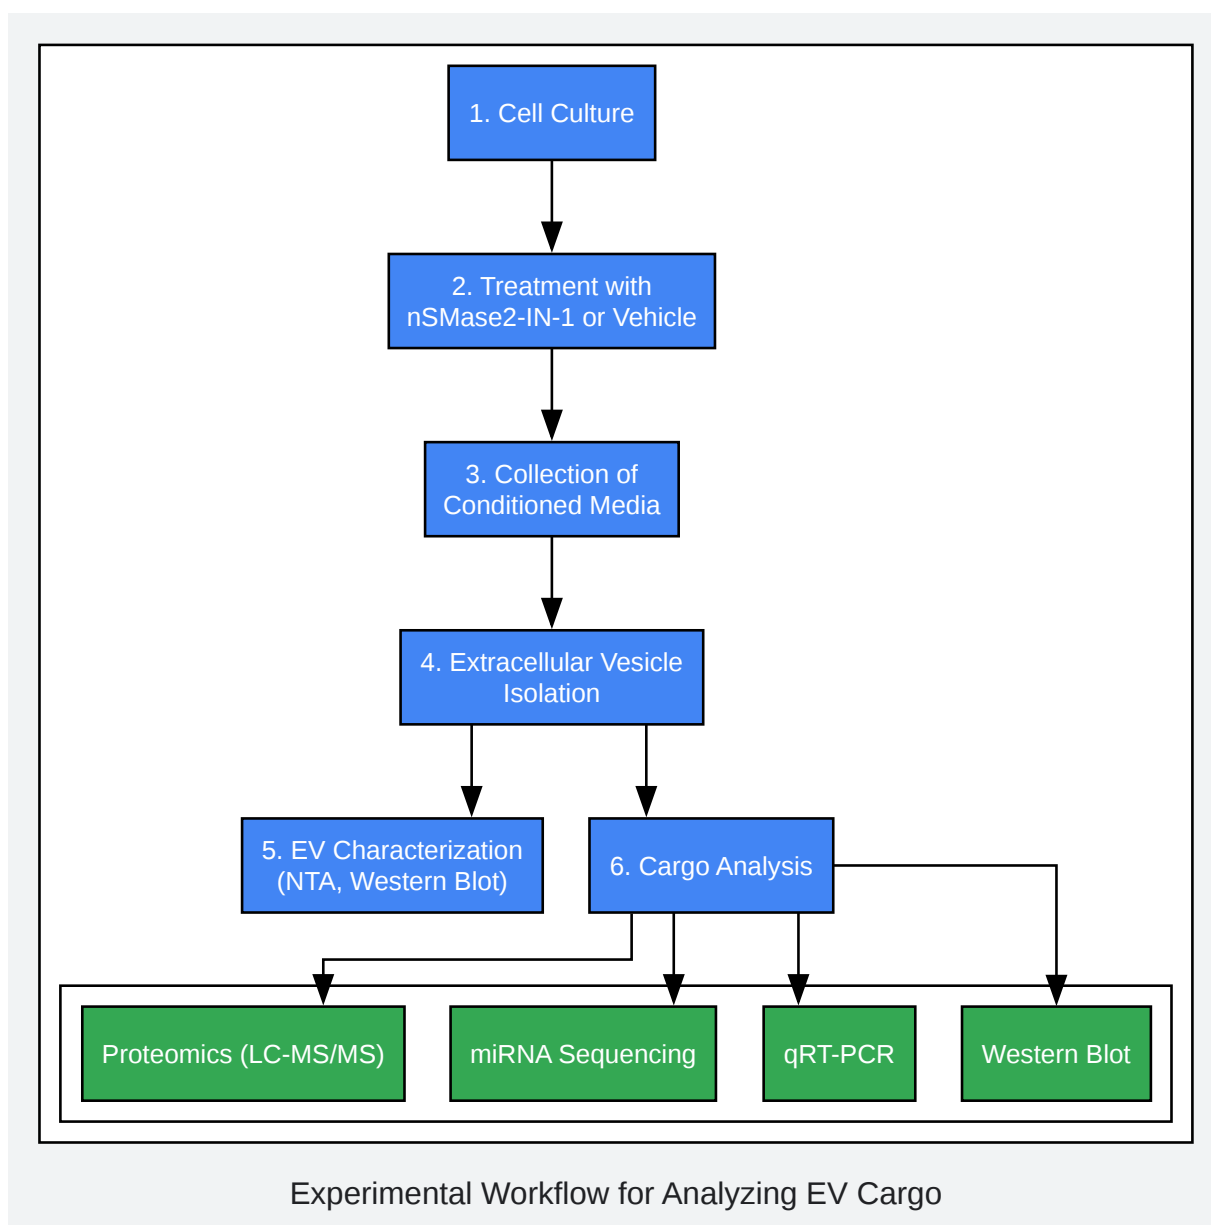 1. Cell Culture
2. Treatment with
nSMase2-IN-1 or Vehicle
3. Collection of
Conditioned Media
4. Extracellular Vesicle
Isolation
5. EV Characterization
(NTA, Western Blot)
6. Cargo Analysis
Proteomics (LC-MS/MS)
miRNA Sequencing
qRT-PCR
Western Blot
Experimental Workflow for Analyzing EV Cargo